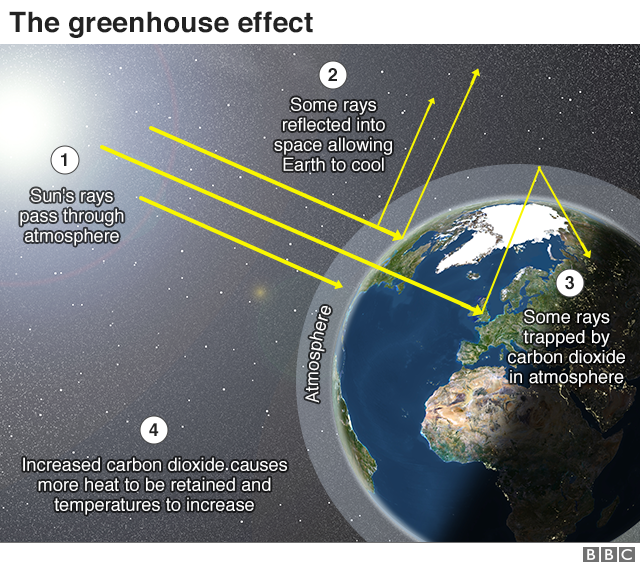 The greenhouse effect
1
Sun's rays
pass through
atmosphere
2
Some rays
reflected into
space allowing
Earth to cool
3
Some rays
trapped by
carbon dioxide
in atmosphere
Atmosphere
4
Increased carbon dioxide causes
more heat to be retained and
temperatures to increase
BBC